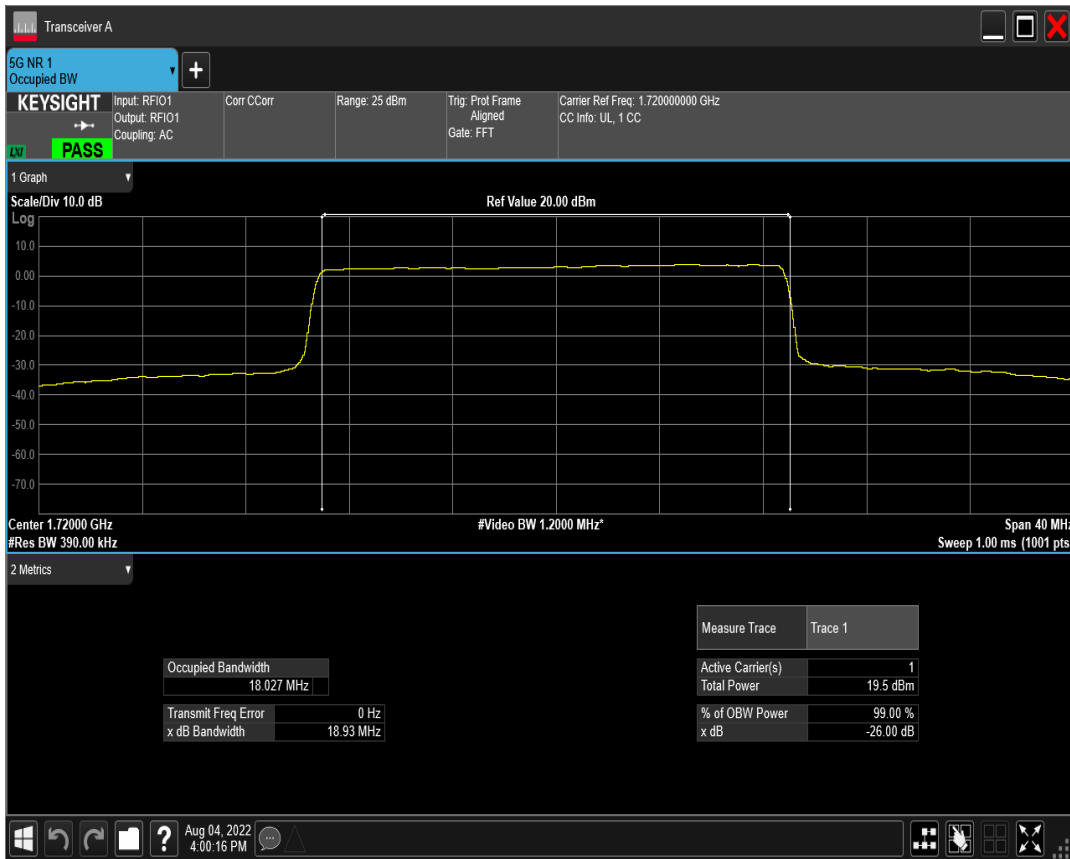 Transceiver A
5G NR 1
Occupied BW
KEYSIGHT
LXI
PASS
Input: RFIO1
Output: RFIO1
Coupling: AC
Corr CCorr
Range: 25 dBm
Trig: Prot Frame
Aligned
Gate: FFT
Carrier Ref Freq: 1.720000000 GHz
CC Info: UL, 1 CC
1 Graph
Scale/Div 10.0 dB
Ref Value 20.00 dBm
Log
10.0
0.00
-10.0
-20.0
-30.0
-40.0
-50.0
-60.0
-70.0
Center 1.72000 GHz
#Video BW 1.2000 MHz*
Span 40 MHz
#Res BW 390.00 kHz
Sweep 1.00 ms (1001 pts
2 Metrics
Measure Trace Trace 1
Occupied Bandwidth
18.027 MHz
Active Carrier(s) 1
Total Power 19.5 dBm
Transmit Freq Error 0 Hz
x dB Bandwidth 18.93 MHz
% of OBW Power 99.00 %
x dB -26.00 dB
Aug 04, 2022
4:00:16 PM